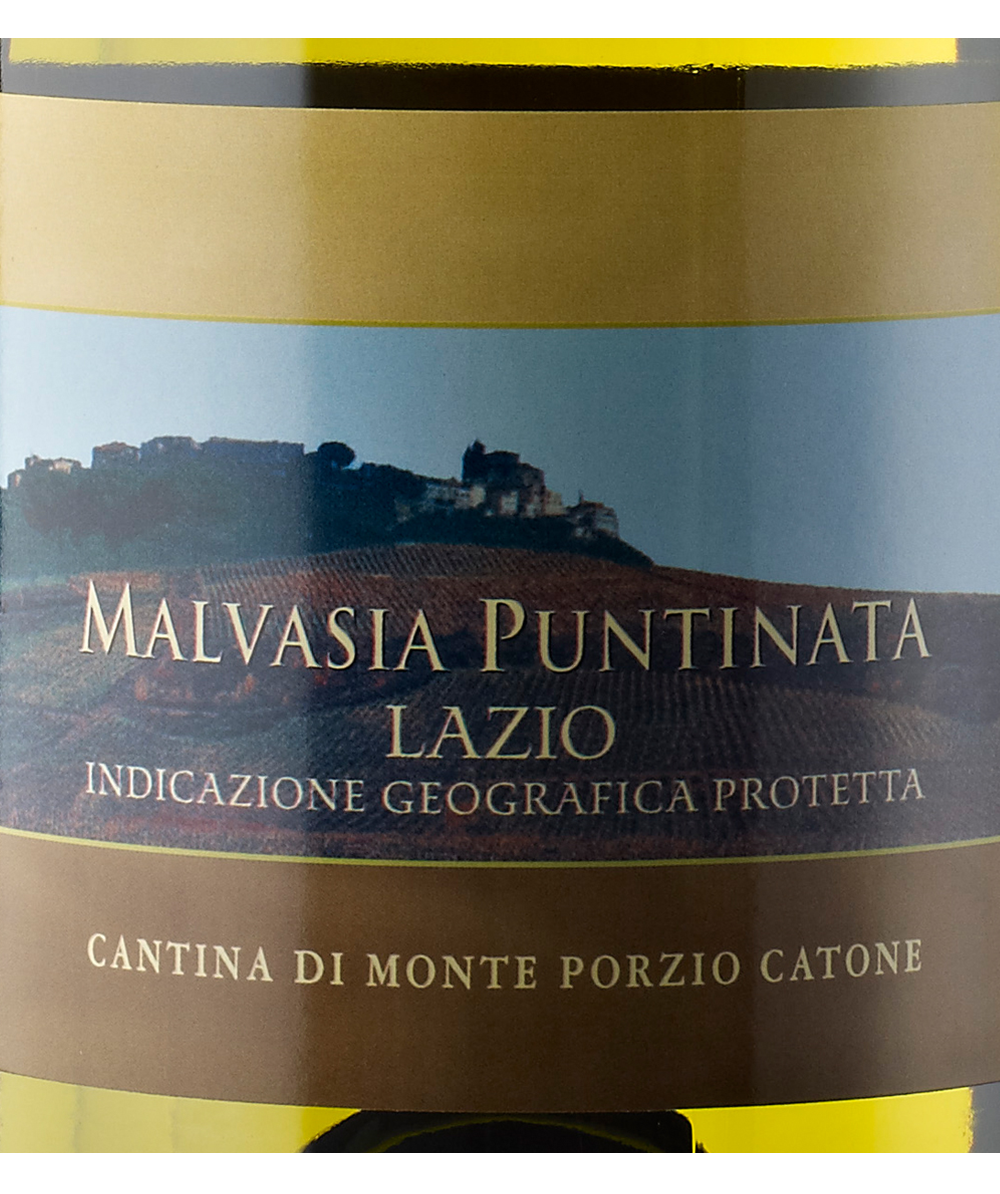 MALVASIA PUNTINATA
LAZIO
INDICAZIONE GEOGRAFICA PROTETTA
CANTINA DI MONTE PORZIO CATONE